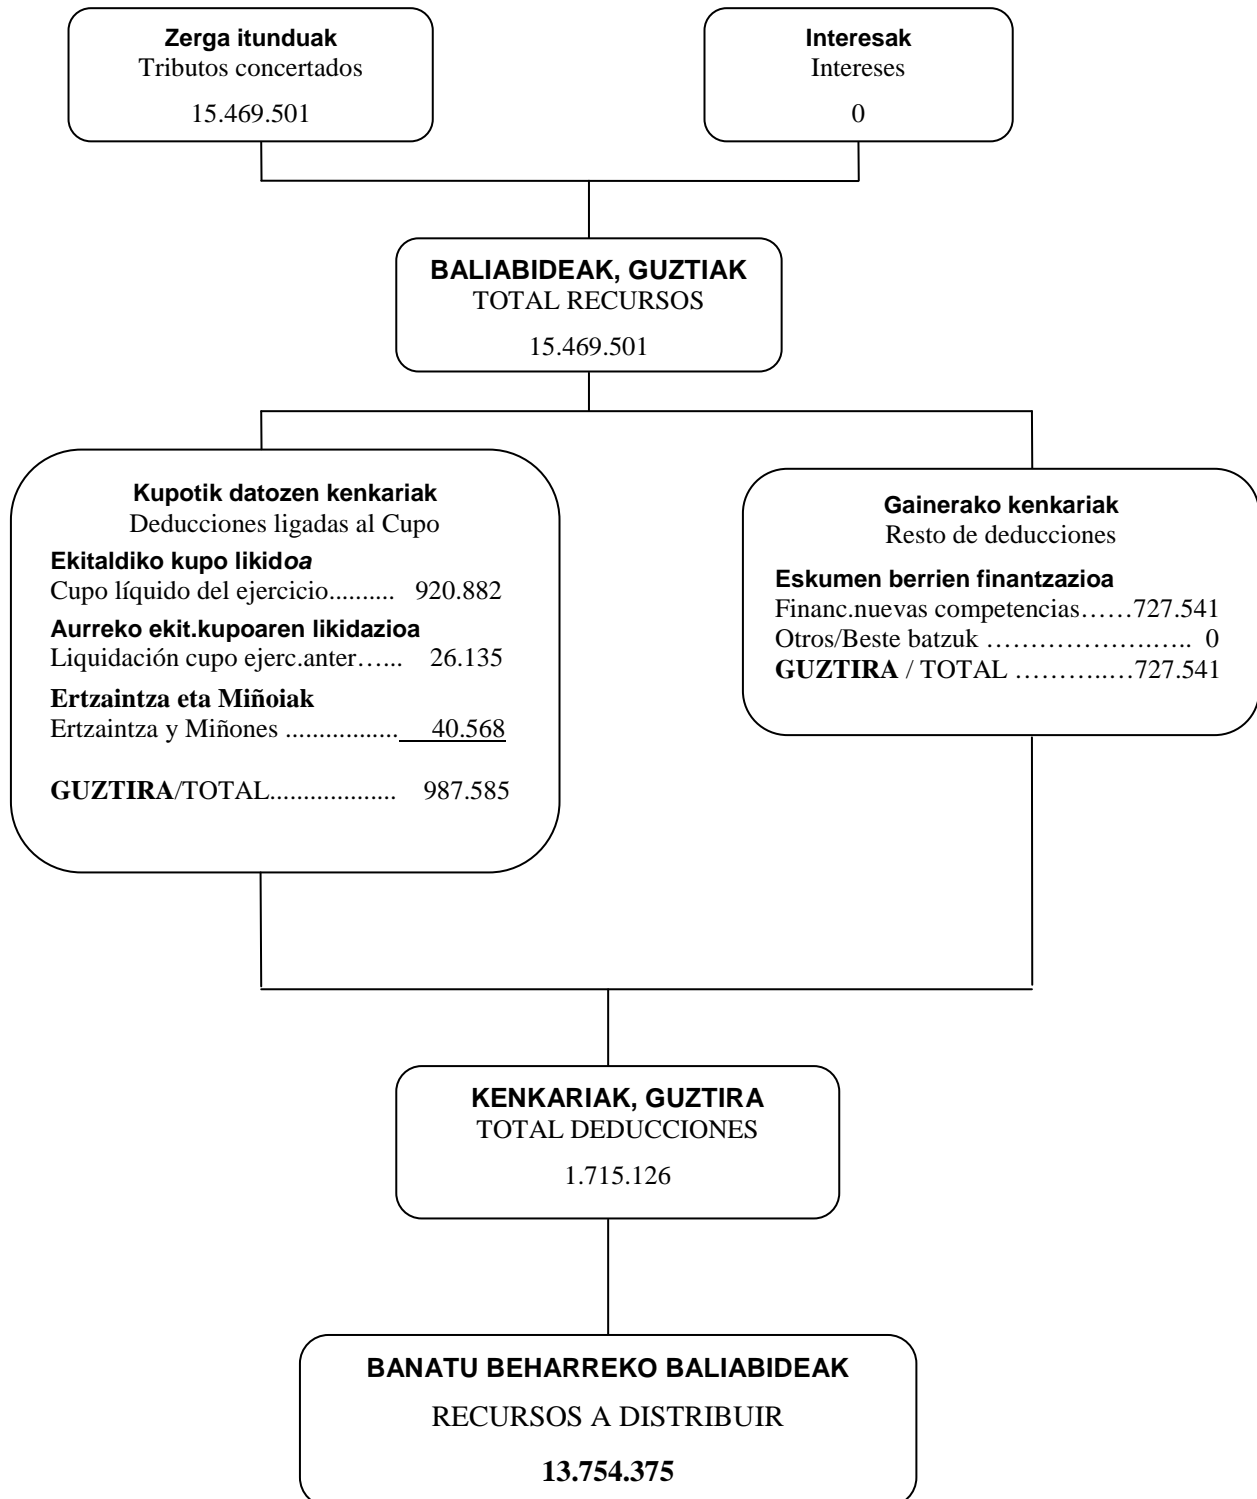 Zerga itunduak
Tributos concertados
15.469.501
Interesak
Intereses
0
BALIABIDEAK, GUZTIAK
TOTAL RECURSOS
15.469.501
Kupotik datozen kenkariak
Deducciones ligadas al Cupo
Ekitaldiko kupo likidoa
Cupo líquido del ejercicio.......... 920.882
Aurreko ekit.kupoaren likidazioa
Liquidación cupo ejerc.anter…... 26.135
Ertzaintza eta Miñoiak
Ertzaintza y Miñones ................. 40.568
GUZTIRA/TOTAL................... 987.585
Gainerako kenkariak
Resto de deducciones
Eskumen berrien finantzazioa
Financ.nuevas competencias……727.541
Otros/Beste batzuk ………………….….. 0
GUZTIRA / TOTAL ………..…727.541
KENKARIAK, GUZTIRA
TOTAL DEDUCCIONES
1.715.126
BANATU BEHARREKO BALIABIDEAK
RECURSOS A DISTRIBUIR
13.754.375